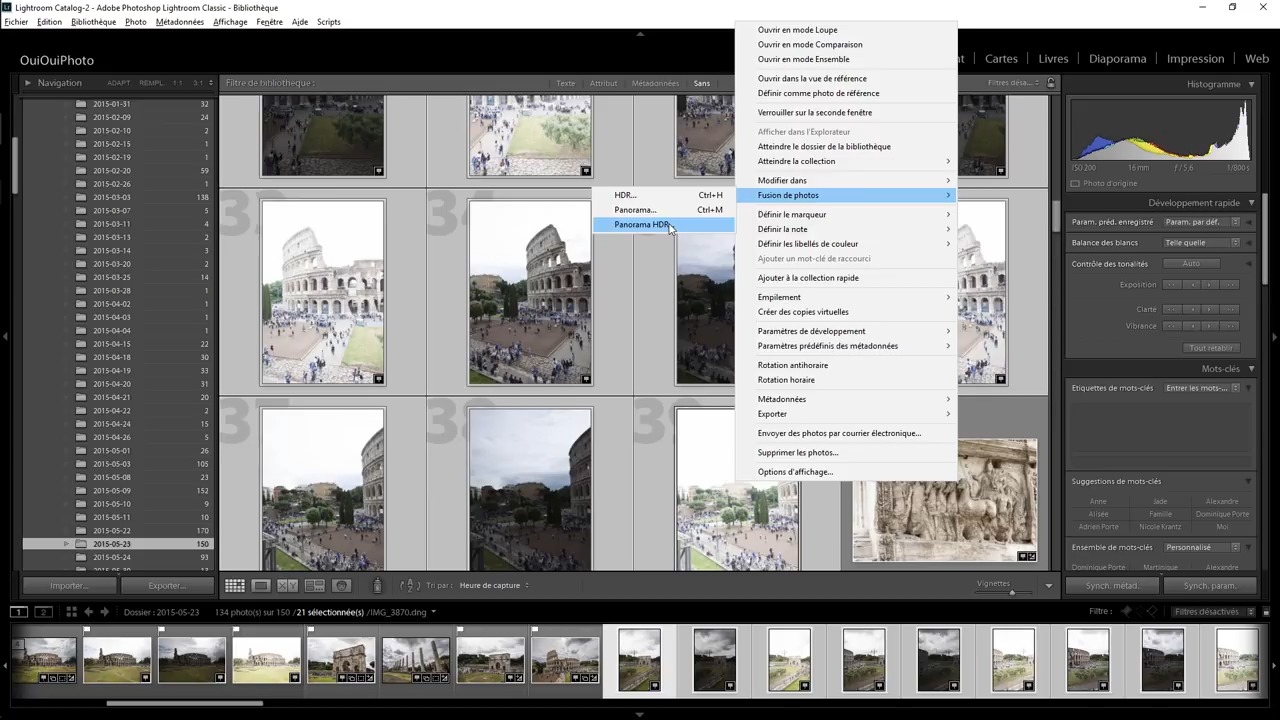 Lightroom Catalog-2 - Adobe Photoshop Lightroom Classic - Bibliothèque
Fichier Edition Bibliothèque Photo Métadonnées Affichage Fenêtre Aide Scripts
OuiOuiPhoto
Cartes Livres Diaporama Impression Web
Navigation ADAPT. REMPL. 1:1 3:1
Filtre de bibliothèque : Texte Attribut Métadonnées Sans Filtres désa...
Histogramme
2015-01-31 32
2015-02-09 24
2015-02-10 2
2015-02-15 1
2015-02-19 59
2015-02-26 1
2015-03-03 138
2015-03-07 5
2015-03-11 4
2015-03-14 3
2015-03-20 2
2015-03-25 14
2015-03-28 1
2015-04-02 1
2015-04-03 1
2015-04-04 1
2015-04-15 22
2015-04-18 30
2015-04-19 33
2015-04-20 31
2015-04-21 20
2015-04-22 2
2015-04-24 15
2015-04-26 5
2015-05-01 26
2015-05-03 105
2015-05-08 23
2015-05-09 152
2015-05-10 9
2015-05-11 10
2015-05-22 170
2015-05-23 150
2015-05-24 93
Importer... Exporter...
Ouvrir en mode Loupe
Ouvrir en mode Comparaison
Ouvrir en mode Ensemble
Ouvrir dans la vue de référence
Définir comme photo de référence
Verrouiller sur la seconde fenêtre
Afficher dans l'Explorateur
Atteindre le dossier de la bibliothèque
Atteindre la collection
Modifier dans
Fusion de photos
Définir le marqueur
Définir la note
Définir les libellés de couleur
Ajouter un mot-clé de raccourci
Ajouter à la collection rapide
Empilement
Créer des copies virtuelles
Paramètres de développement
Paramètres prédéfinis des métadonnées
Rotation antihoraire
Rotation horaire
Métadonnées
Exporter
Envoyer des photos par courrier électronique...
Supprimer les photos...
Options d'affichage...
HDR... Ctrl+H
Panorama... Ctrl+M
Panorama HDR
ISO 200 16 mm 1/800 s
Photo d'origine
Développement rapide
Param. préd. enregistré Param. par déf.
Balance des blancs Telle quelle
Contrôle des tonalités Auto
Exposition
Clarté
Vibrance
Tout rétablir
Mots-clés
Etiquettes de mots-clés Entrer les mots-...
Suggestions de mots-clés
Anne Jade Alexandre
Alisée Famille Dominique Porte
Adrien Porte Nicole Krantz Moi
Ensemble de mots-clés Personnalisé
Dominique Porte Martinique Alexandre
Synch. métad. Synch. param.
33
37 38 39
Tri par : Heure de capture
Vignettes
1 2 Dossier : 2015-05-23 134 photo(s) sur 150 /21 sélectionnée(s) /IMG_3870.dng
Filtre : Filtres désactivés